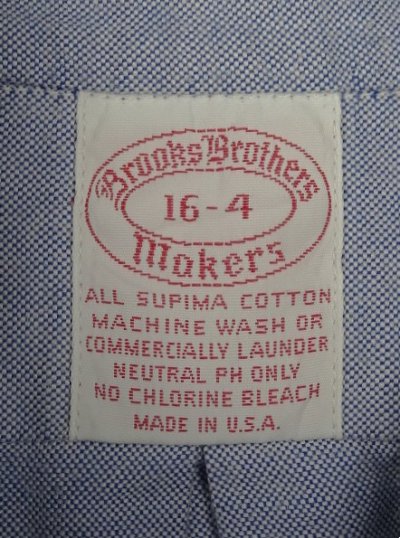 Brooks Brothers
16-4
Makers
ALL SUPIMA COTTON
MACHINE WASH OR
COMMERCIALLY LAUNDER
NEUTRAL PH ONLY
NO CHLORINE BLEACH
MADE IN U.S.A.